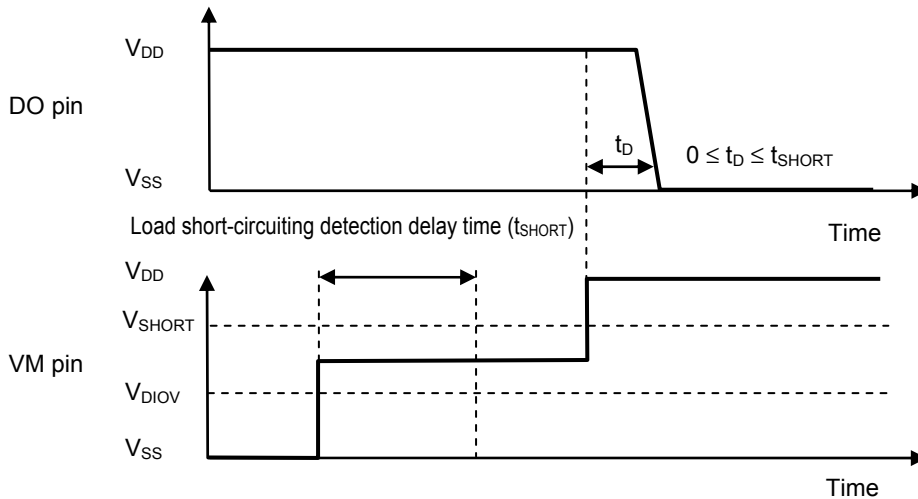 V_DD
DO pin
t_D
0 ≤ t_D ≤ t_SHORT
V_SS
Load short-circuiting detection delay time (t_SHORT)
Time
V_DD
V_SHORT
VM pin
V_DIOV
V_SS
Time